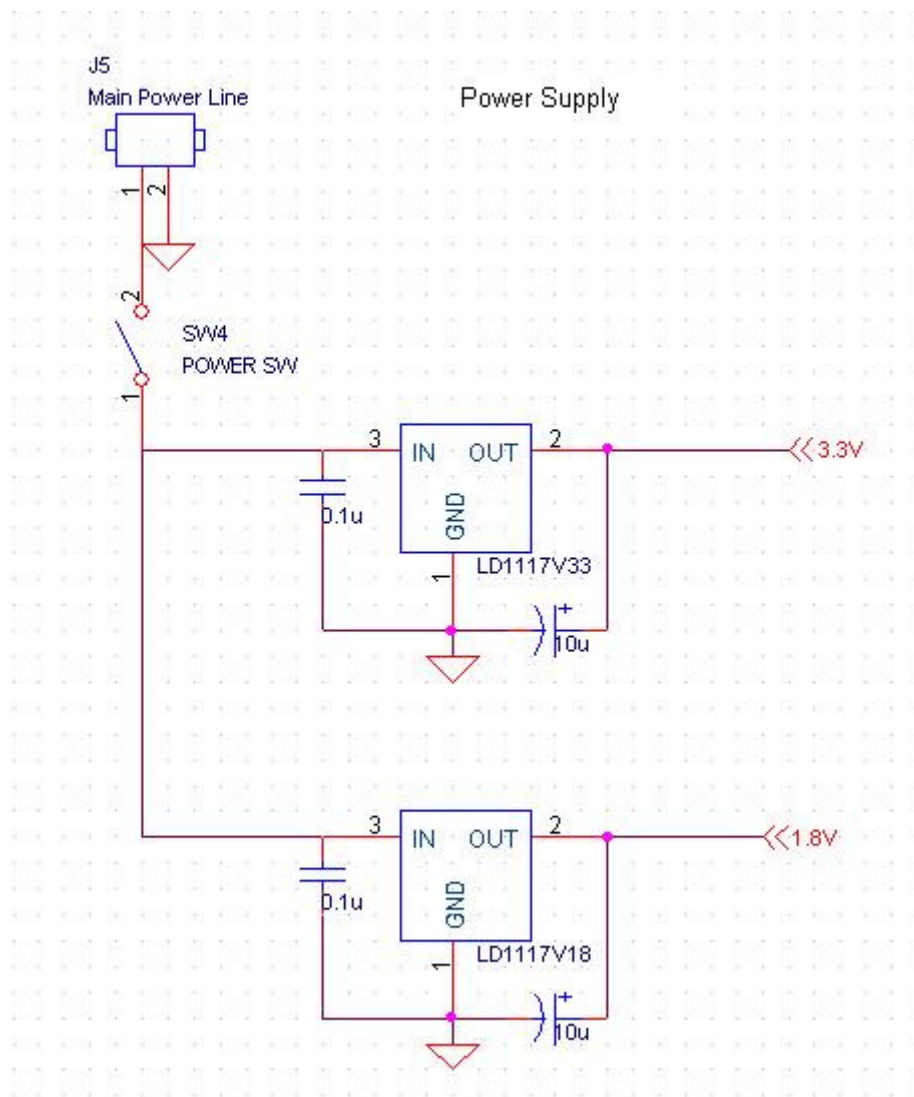 J5
Main Power Line
Power Supply
1
2
2
SW4
POWER SW
1
3
IN
OUT
2
3.3V
0.1u
GND
1
LD1117V33
+
10u
3
IN
OUT
2
1.8V
0.1u
GND
1
LD1117V18
+
10u